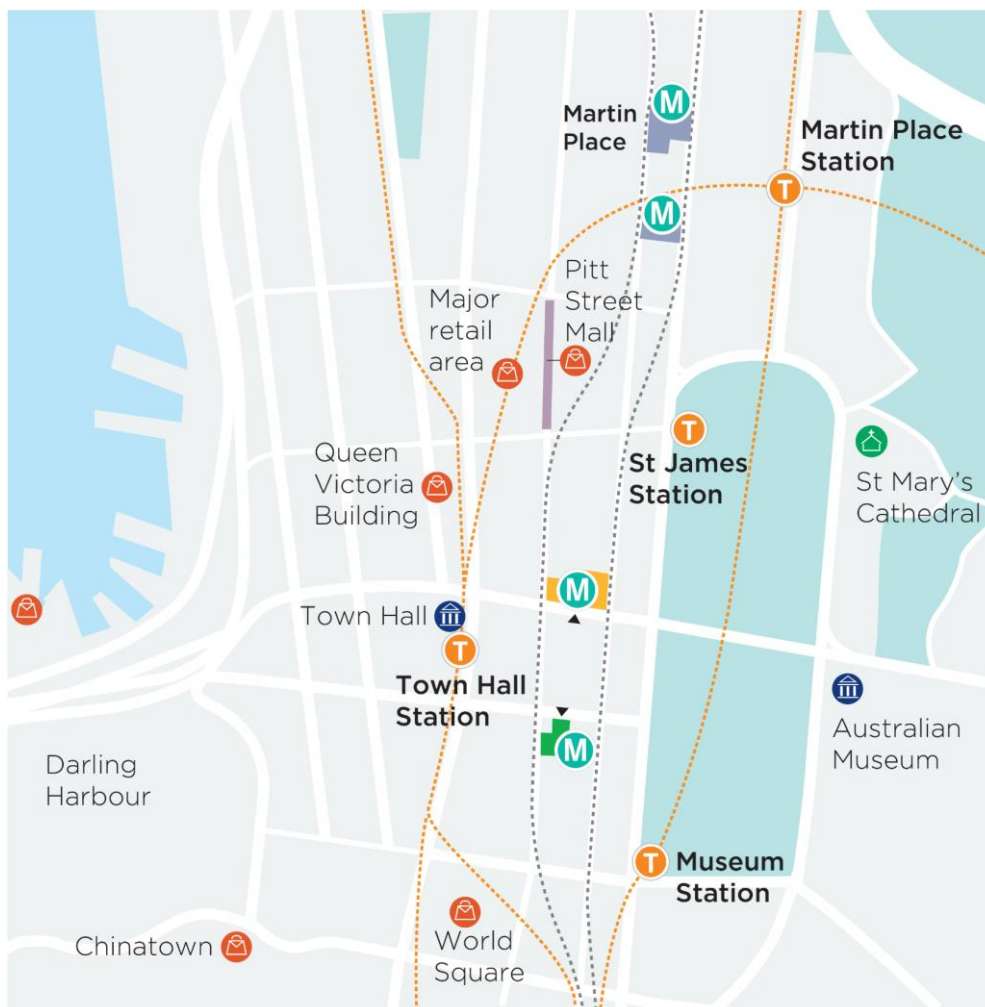 M
Martin
Place
Martin Place
Station
T
M
Pitt
Street
Mall
Major
retail
area
T
St James
Station
Queen
Victoria
Building
St Mary's
Cathedral
M
Town Hall
T
Town Hall
Station
M
Australian
Museum
Darling
Harbour
T
Museum
Station
World
Square
Chinatown